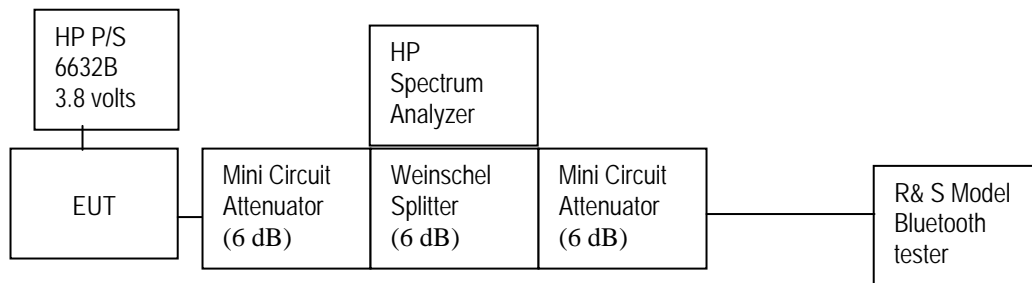 HP P/S
6632B
3.8 volts
HP
Spectrum
Analyzer
EUT
Mini Circuit
Attenuator
(6 dB)
Weinschel
Splitter
(6 dB)
Mini Circuit
Attenuator
(6 dB)
R& S Model
Bluetooth
tester